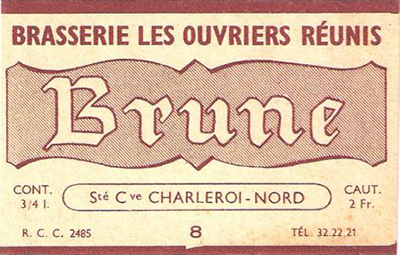 BRASSERIE LES OUVRIERS RÉUNIS
Brune
CONT. 3/4 l.
Sté Cve CHARLEROI-NORD
CAUT. 2 Fr.
R. C. C. 2485
8
TÉL. 32.22,21